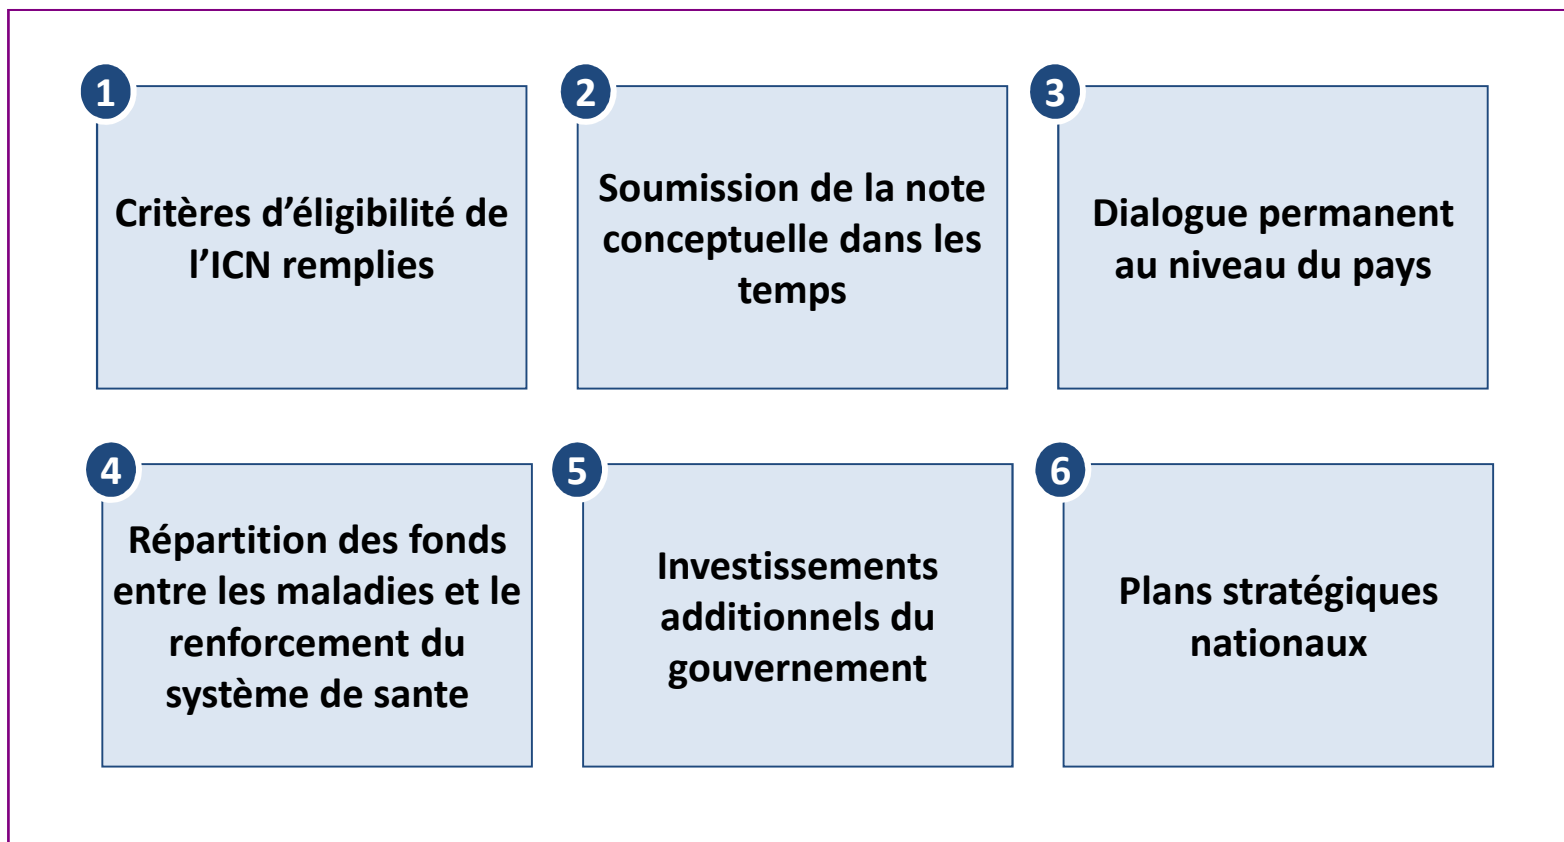 1
Critères d’éligibilité de
l’ICN remplies
2
Soumission de la note
conceptuelle dans les
temps
3
Dialogue permanent
au niveau du pays
4
Répartition des fonds
entre les maladies et le
renforcement du
système de sante
5
Investissements
additionnels du
gouvernement
6
Plans stratégiques
nationaux